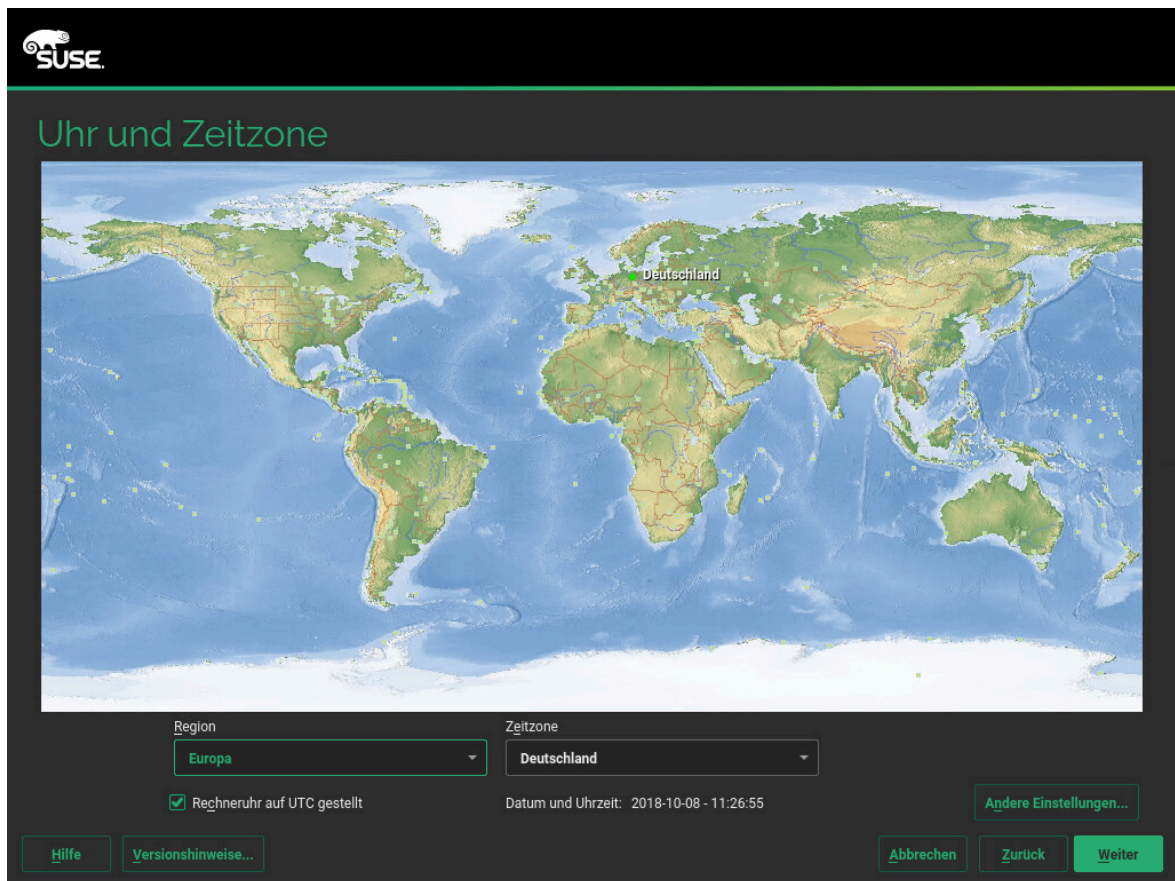 SUSE.
Uhr und Zeitzone
Deutschland
Region
Zeitzone
Europa
Deutschland
Rechneruhr auf UTC gestellt
Datum und Uhrzeit: 2018-10-08 - 11:26:55
Andere Einstellungen...
Hilfe
Versionshinweise...
Abbrechen
Zurück
Weiter